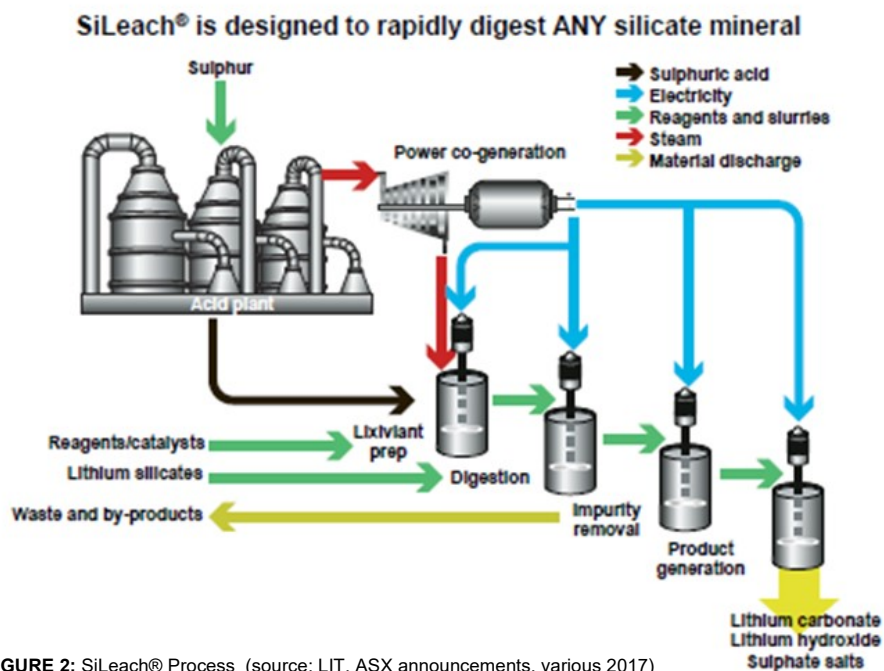 SiLeach® is designed to rapidly digest ANY silicate mineral
Sulphur
Sulphuric acid
Electricity
Reagents and slurries
Steam
Material discharge
Power co-generation
Acid plant
Reagents/catalysts
Lixiviant
prep
Lithium silicates
Digestion
Waste and by-products
Impurity
removal
Product
generation
Lithium carbonate
Lithium hydroxide
Sulphate salts
GURE 2: SiLeach® Process (source: LIT, ASX announcements, various 2017)